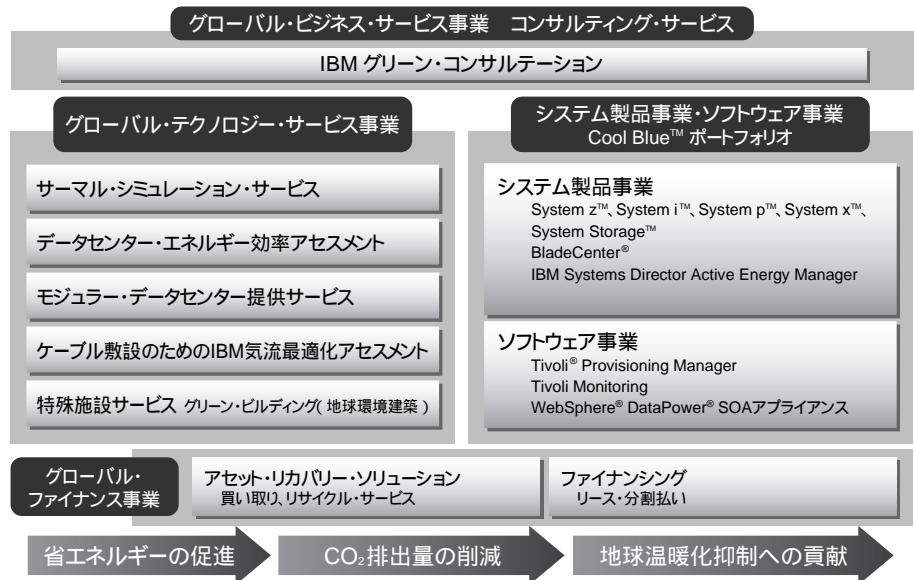 グローバル・ビジネス・サービス事業　コンサルティング・サービス
IBM グリーン・コンサルテーション
グローバル・テクノロジー・サービス事業
サーマル・シミュレーション・サービス
データセンター・エネルギー効率アセスメント
モジュラー・データセンター提供サービス
ケーブル敷設のためのIBM気流最適化アセスメント
特殊施設サービス グリーン・ビルディング(地球環境建築)
システム製品事業・ソフトウェア事業
Cool Blue™ ポートフォリオ
システム製品事業
System z™、System i™、System p™、System x™、
System Storage™
BladeCenter®
IBM Systems Director Active Energy Manager
ソフトウェア事業
Tivoli® Provisioning Manager
Tivoli Monitoring
WebSphere® DataPower® SOAアプライアンス
グローバル・
ファイナンス事業
アセット・リカバリー・ソリューション
買い取り、リサイクル・サービス
ファイナンシング
リース・分割払い
省エネルギーの促進
CO₂排出量の削減
地球温暖化抑制への貢献